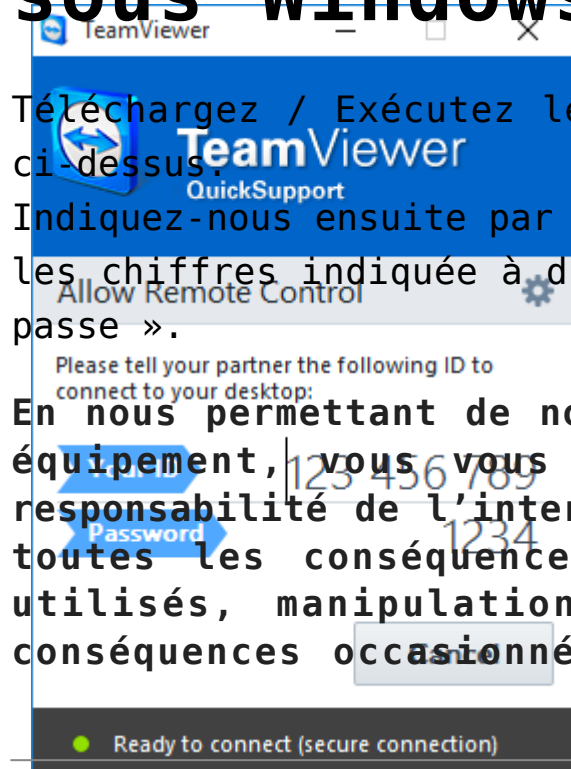 sous Windows
TeamViewer
Téléchargez / Exécutez le
ci-dessus.
TeamViewer
QuickSupport
Indiquez-nous ensuite par
les chiffres indiquée à d
Allow Remote Control
passe ».
Please tell your partner the following ID to
connect to your desktop:
En nous permettant de no
équipement, vous vous
Your ID
123 456 789
responsabilité de l’inter
Password
1234
toutes les conséquence
utilisés, manipulation
conséquences occasionné
Cancel
Ready to connect (secure connection)